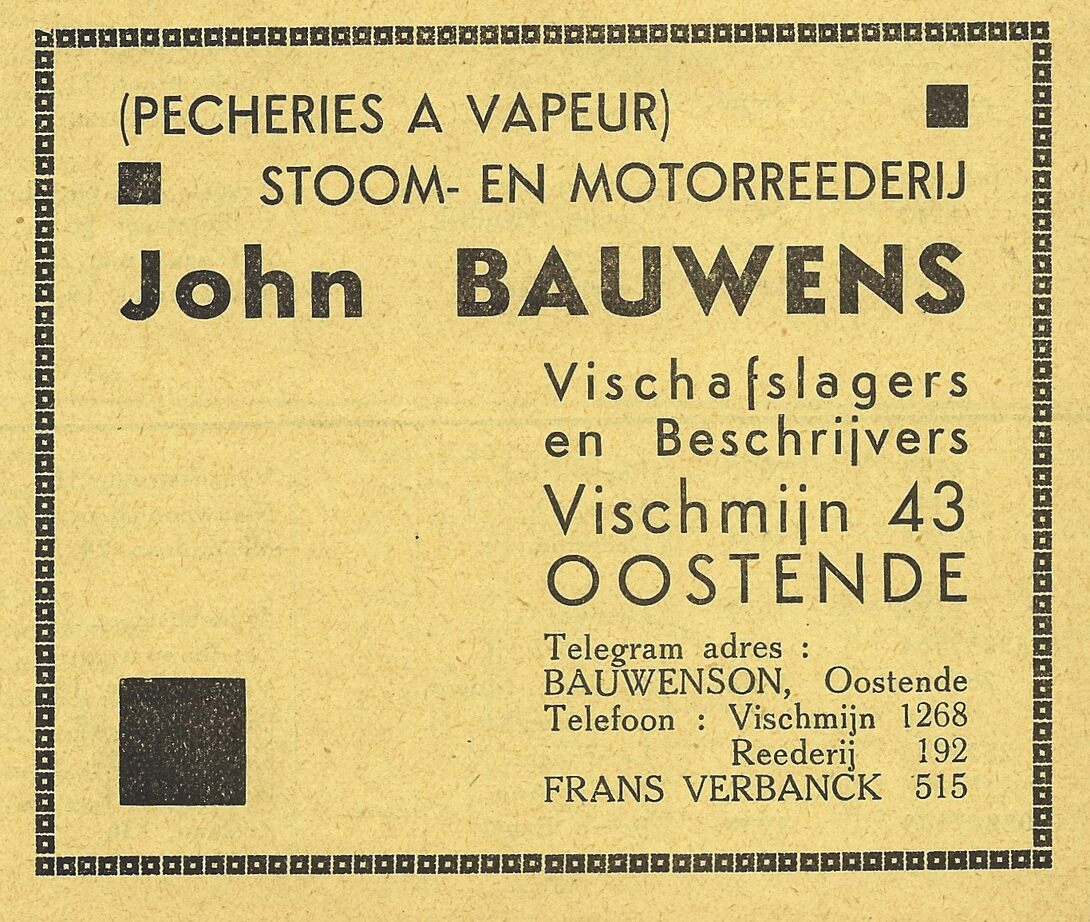 (PECHERIES A VAPEUR)
STOOM- EN MOTORREEDERIJ
John BAUWENS
Vischafslagers
en Beschrijvers
Vischmijn 43
OOSTENDE
Telegram adres :
BAUWENSON, Oostende
Telefoon : Vischmijn 1268
Reederij 192
FRANS VERBANCK 515